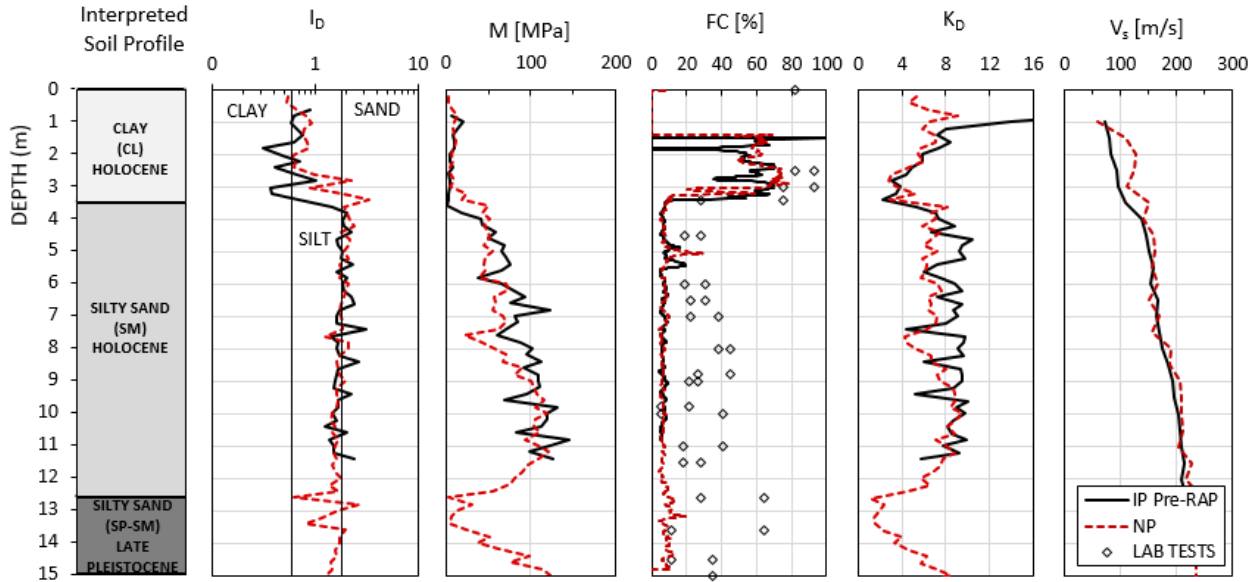 Interpreted
Soil Profile
I_D
M [MPa]
FC [%]
K_D
V_s [m/s]
0 1 10
0 100 200
0 20 40 60 80 100
0 4 8 12 16
0 100 200 300
DEPTH (m)
0
1
2
3
4
5
6
7
8
9
10
11
12
13
14
15
CLAY
(CL)
HOLOCENE
SILTY SAND
(SM)
HOLOCENE
SILTY SAND
(SP-SM)
LATE
PLEISTOCENE
CLAY
SAND
SILT
IP Pre-RAP
NP
LAB TESTS